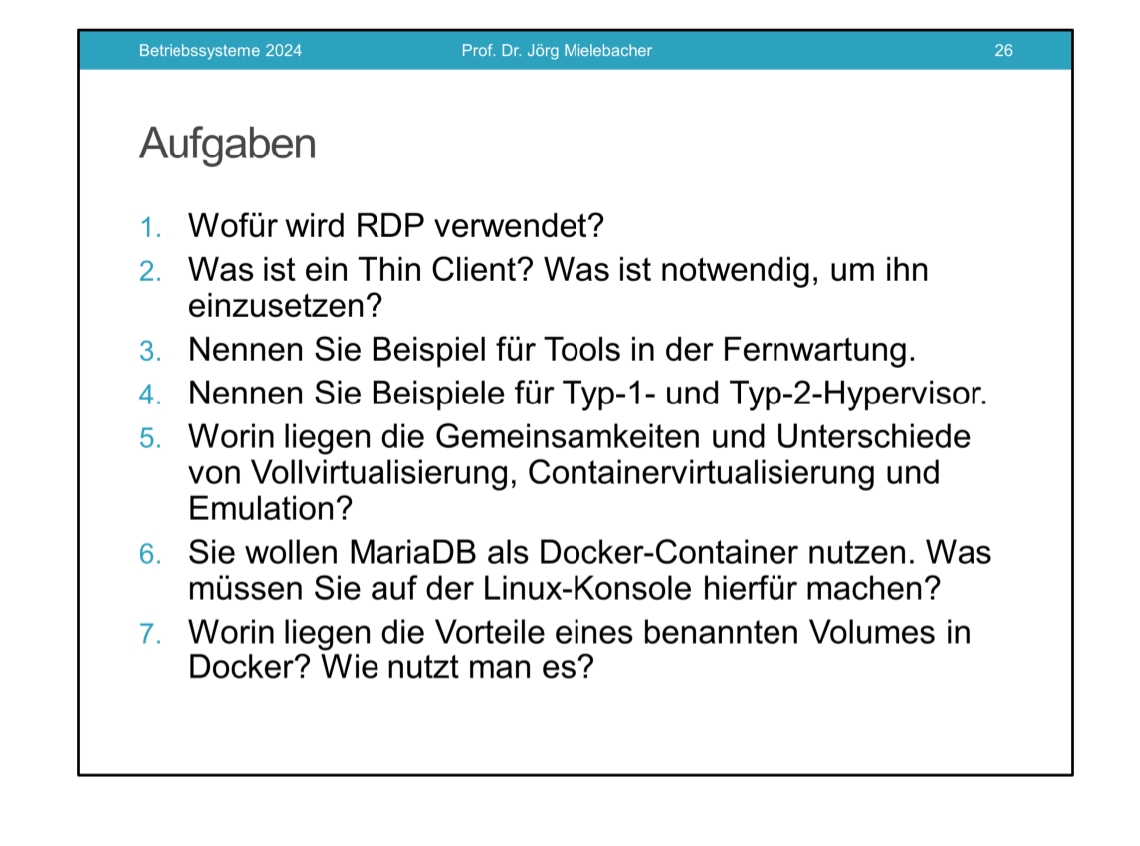 Betriebssysteme 2024 Prof. Dr. Jörg Mielebacher 26
Aufgaben
1. Wofür wird RDP verwendet?
2. Was ist ein Thin Client? Was ist notwendig, um ihn
einzusetzen?
3. Nennen Sie Beispiel für Tools in der Fernwartung.
4. Nennen Sie Beispiele für Typ-1- und Typ-2-Hypervisor.
5. Worin liegen die Gemeinsamkeiten und Unterschiede
von Vollvirtualisierung, Containervirtualisierung und
Emulation?
6. Sie wollen MariaDB als Docker-Container nutzen. Was
müssen Sie auf der Linux-Konsole hierfür machen?
7. Worin liegen die Vorteile eines benannten Volumes in
Docker? Wie nutzt man es?